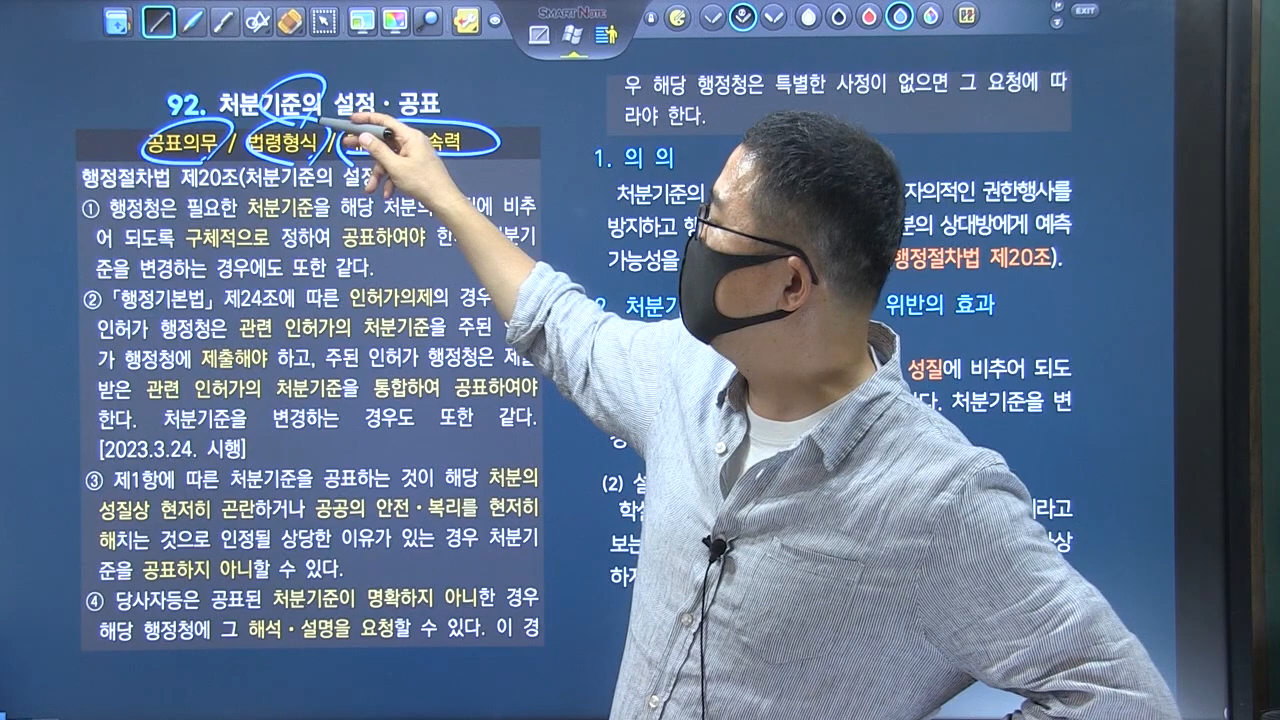 SMART NOTE
EXIT
92. 처분기준의 설정·공표
공표의무 / 법령형식 / 속력
행정절차법 제20조(처분기준의 설정
① 행정청은 필요한 처분기준을 해당 처분의 에 비추
어 되도록 구체적으로 정하여 공표하여야 한 처분기
준을 변경하는 경우에도 또한 같다.
②「행정기본법」제24조에 따른 인허가의제의 경우
인허가 행정청은 관련 인허가의 처분기준을 주된
가 행정청에 제출해야 하고, 주된 인허가 행정청은 제출
받은 관련 인허가의 처분기준을 통합하여 공표하여야
한다. 처분기준을 변경하는 경우도 또한 같다.
[2023.3.24. 시행]
③ 제1항에 따른 처분기준을 공표하는 것이 해당 처분의
성질상 현저히 곤란하거나 공공의 안전·복리를 현저히
해치는 것으로 인정될 상당한 이유가 있는 경우 처분기
준을 공표하지 아니할 수 있다.
④ 당사자등은 공표된 처분기준이 명확하지 아니한 경우
해당 행정청에 그 해석·설명을 요청할 수 있다. 이 경
우 해당 행정청은 특별한 사정이 없으면 그 요청에 따
라야 한다.
1. 의 의
처분기준의 자의적인 권한행사를
방지하고 행 분의 상대방에게 예측
가능성을 행정절차법 제20조).
2. 처분기 위반의 효과
성질에 비추어 되도
다. 처분기준을 변
(2) 설
학설 이라고
보는 상
하지